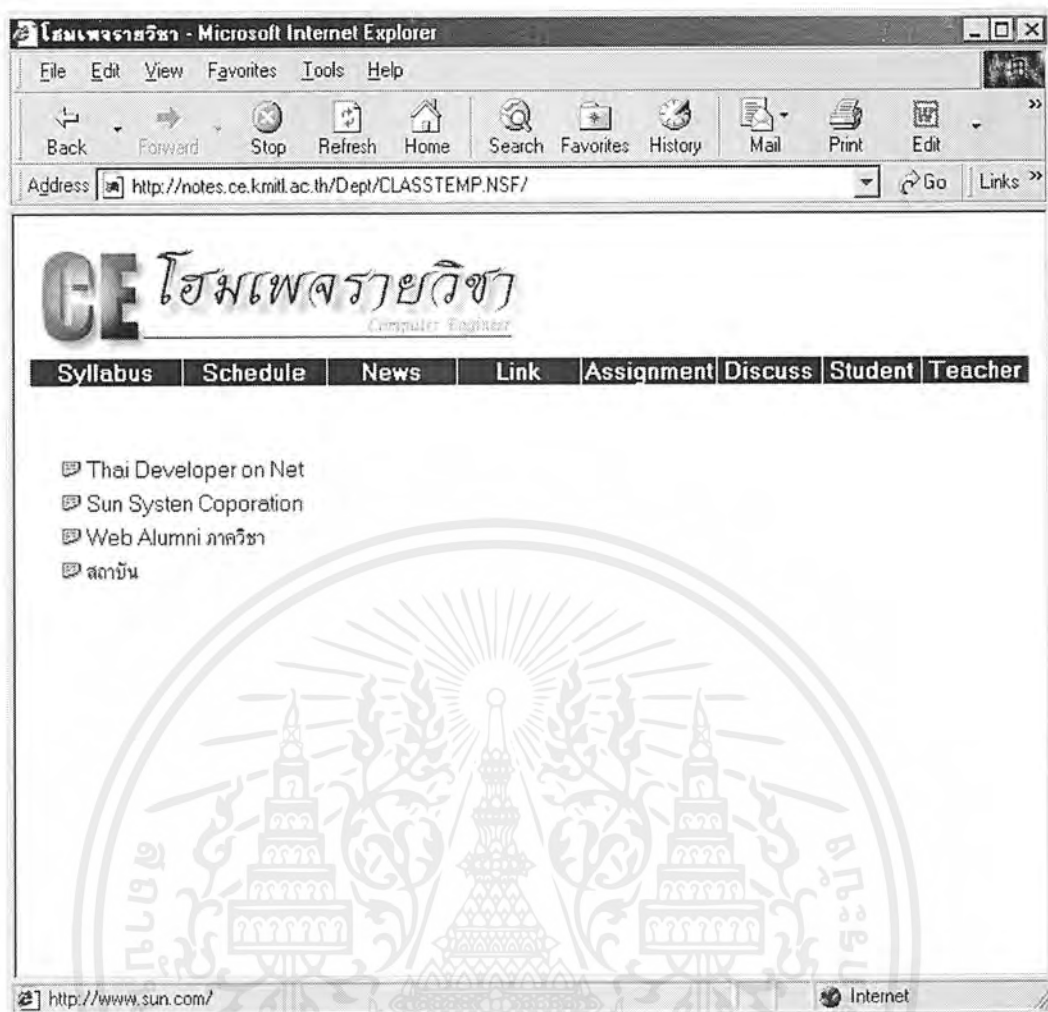 โฮมเพจรายวิชา - Microsoft Internet Explorer
File Edit View Favorites Tools Help
Back Forward Stop Refresh Home Search Favorites History Mail Print Edit »
Address http://notes.ce.kmitl.ac.th/Dept/CLASSTEMP.NSF/ Go Links »
CE โฮมเพจรายวิชา
Computer Engineer
Syllabus Schedule News Link Assignment Discuss Student Teacher
Thai Developer on Net
Sun Systen Coporation
Web Alumni ภาควิชา
สถาบัน
http://www.sun.com/ Internet